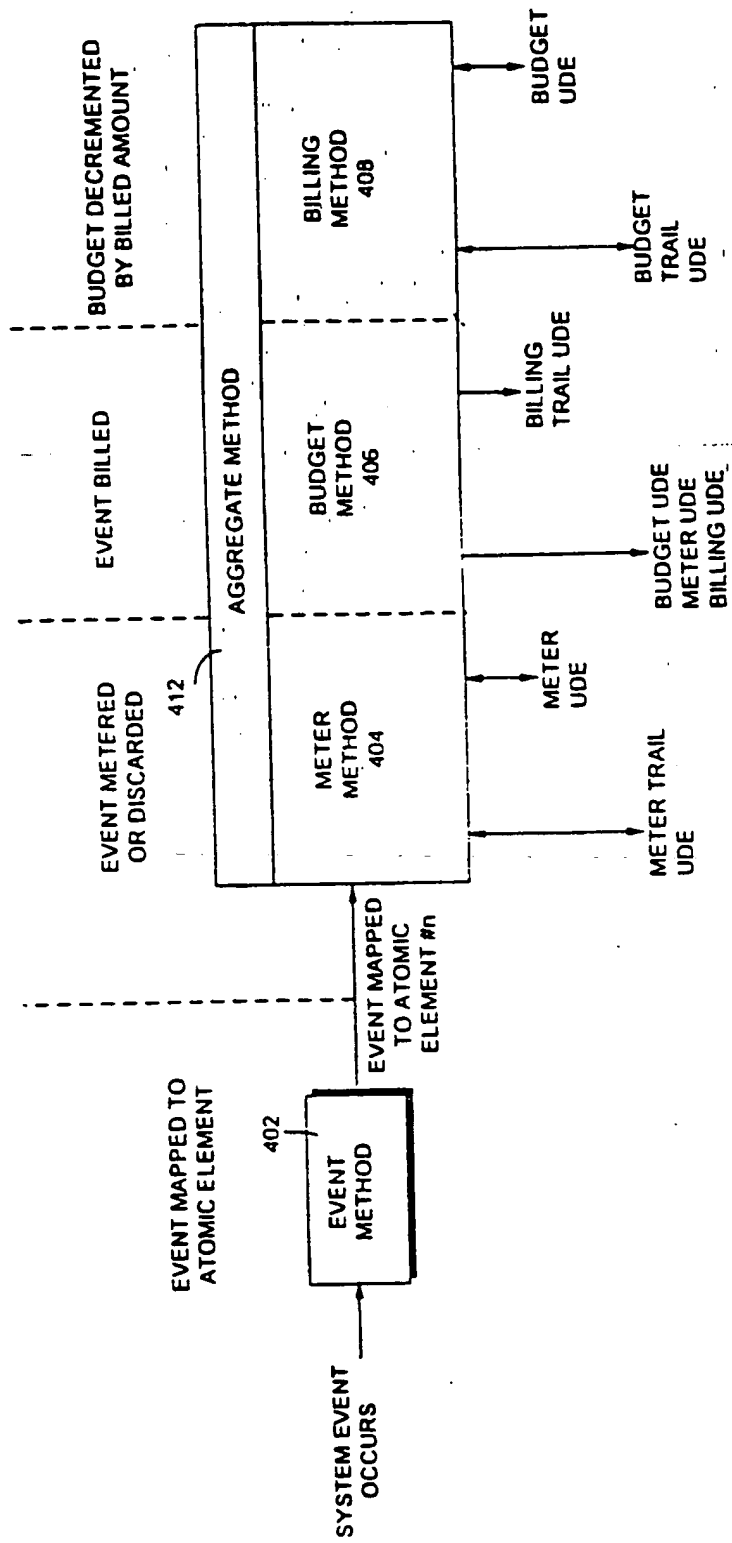 EVENT MAPPED TO
ATOMIC ELEMENT
EVENT METERED
OR DISCARDED
EVENT BILLED
BUDGET DECREMENTED
BY BILLED AMOUNT
SYSTEM EVENT
OCCURS
402
EVENT
METHOD
EVENT MAPPED
TO ATOMIC
ELEMENT #n
412
AGGREGATE METHOD
METER
METHOD
404
BUDGET
METHOD
406
BILLING
METHOD
408
METER TRAIL
UDE
METER
UDE
BUDGET UDE
METER UDE
BILLING UDE
BILLING
TRAIL UDE
BUDGET
TRAIL
UDE
BUDGET
UDE